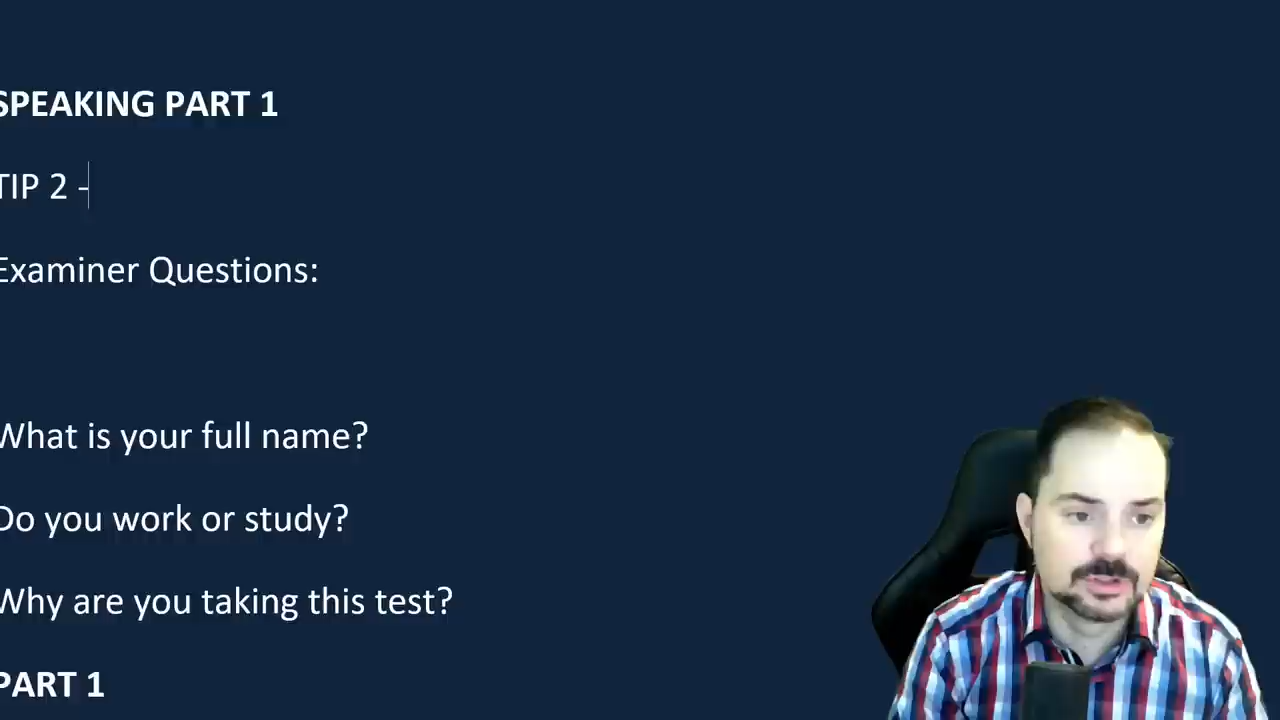 SPEAKING PART 1
TIP 2 -
Examiner Questions:
What is your full name?
Do you work or study?
Why are you taking this test?
PART 1